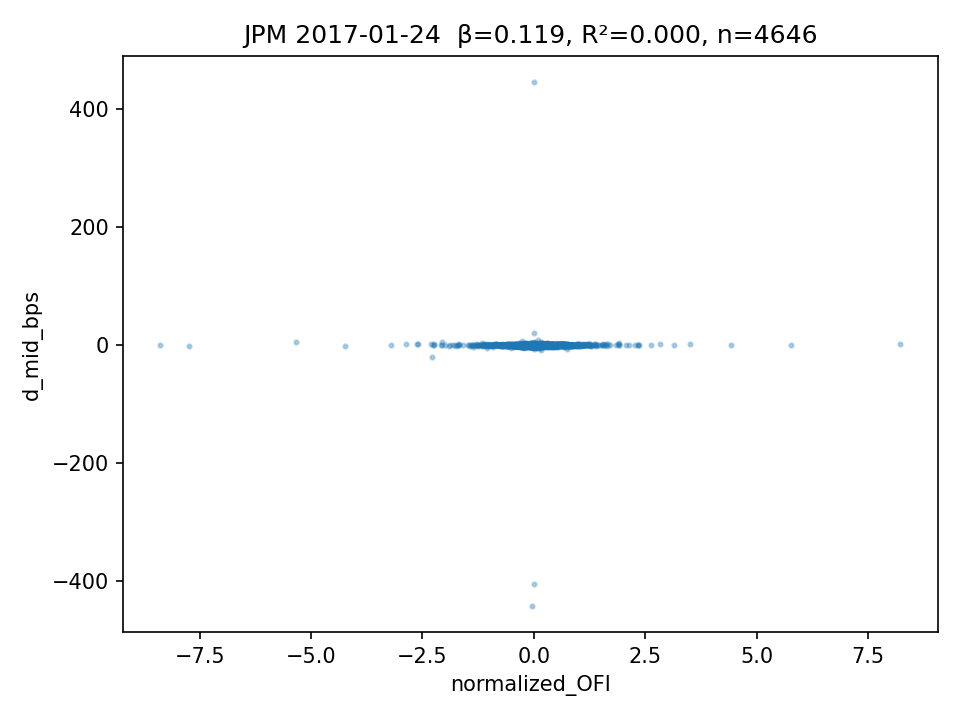 JPM 2017-01-24  β=0.119, R²=0.000, n=4646
d_mid_bps
400
200
0
−200
−400
−7.5 −5.0 −2.5 0.0 2.5 5.0 7.5
normalized_OFI